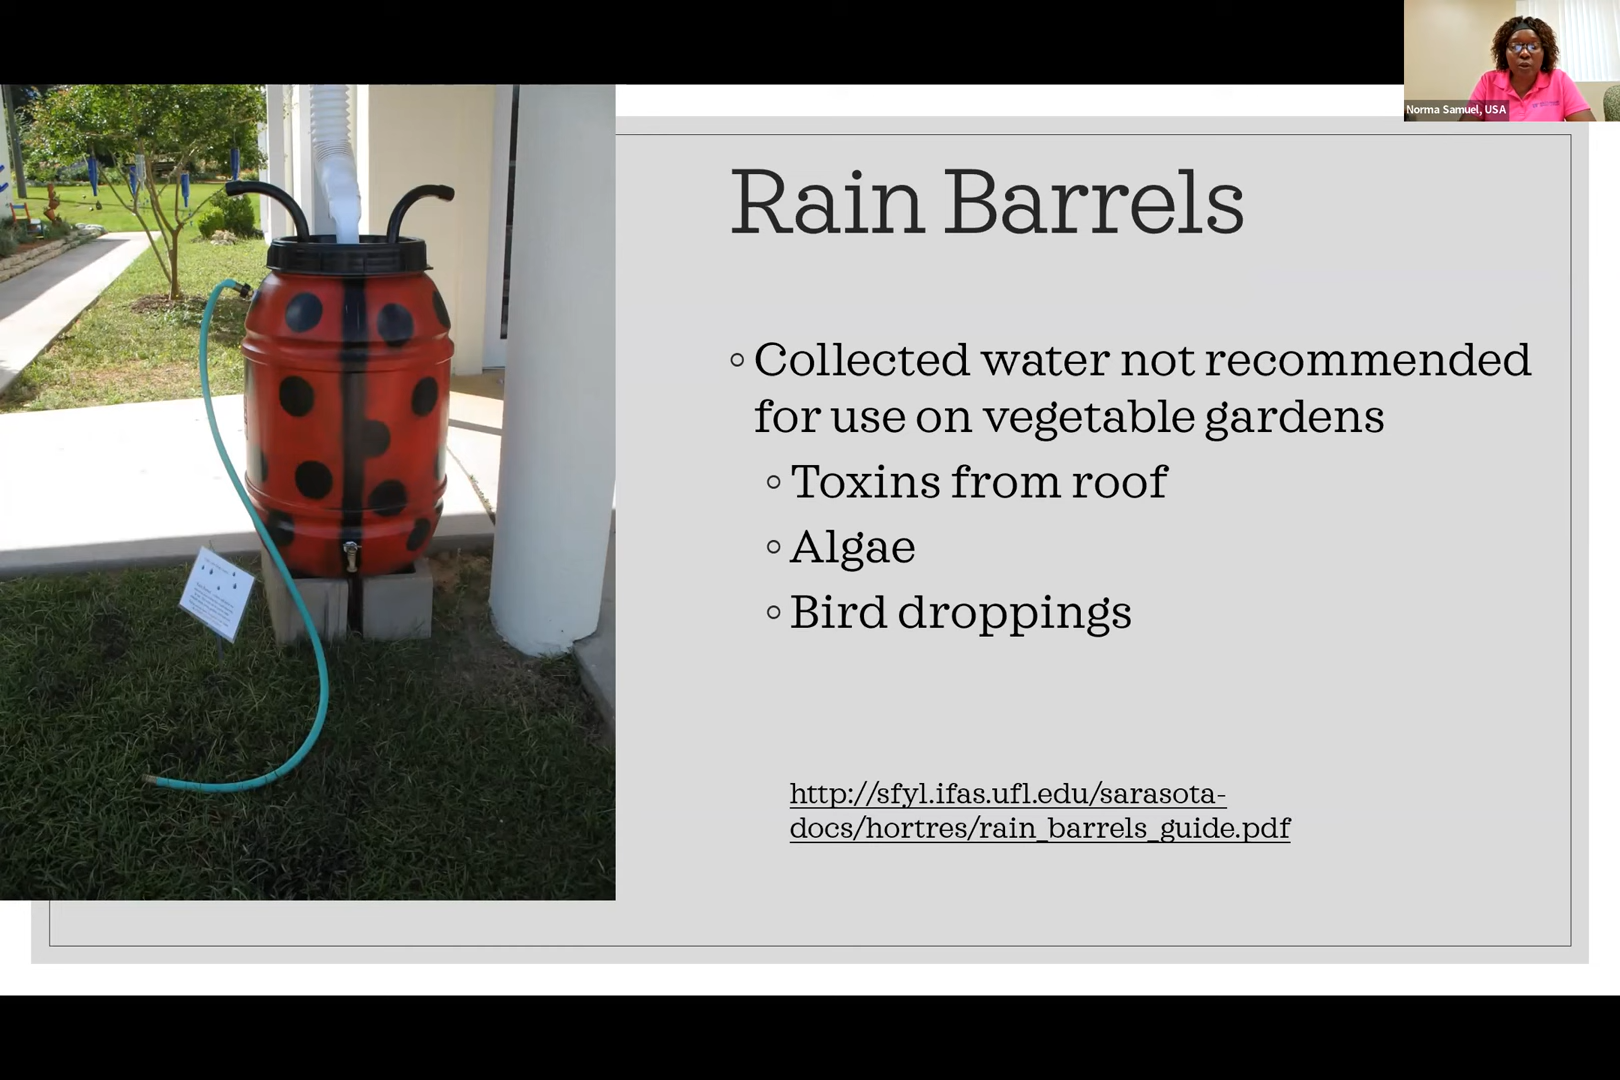 Norma Samuel, USA
Rain Barrels
◦ Collected water not recommended
for use on vegetable gardens
◦ Toxins from roof
◦ Algae
◦ Bird droppings
http://sfyl.ifas.ufl.edu/sarasota-
docs/hortres/rain_barrels_guide.pdf